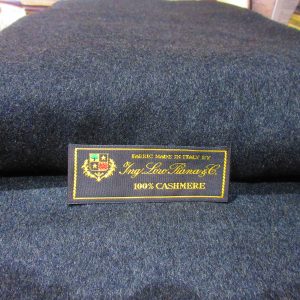 FABRIC MADE IN ITALY BY
Ing. Loro Piana & C.
100% CASHMERE